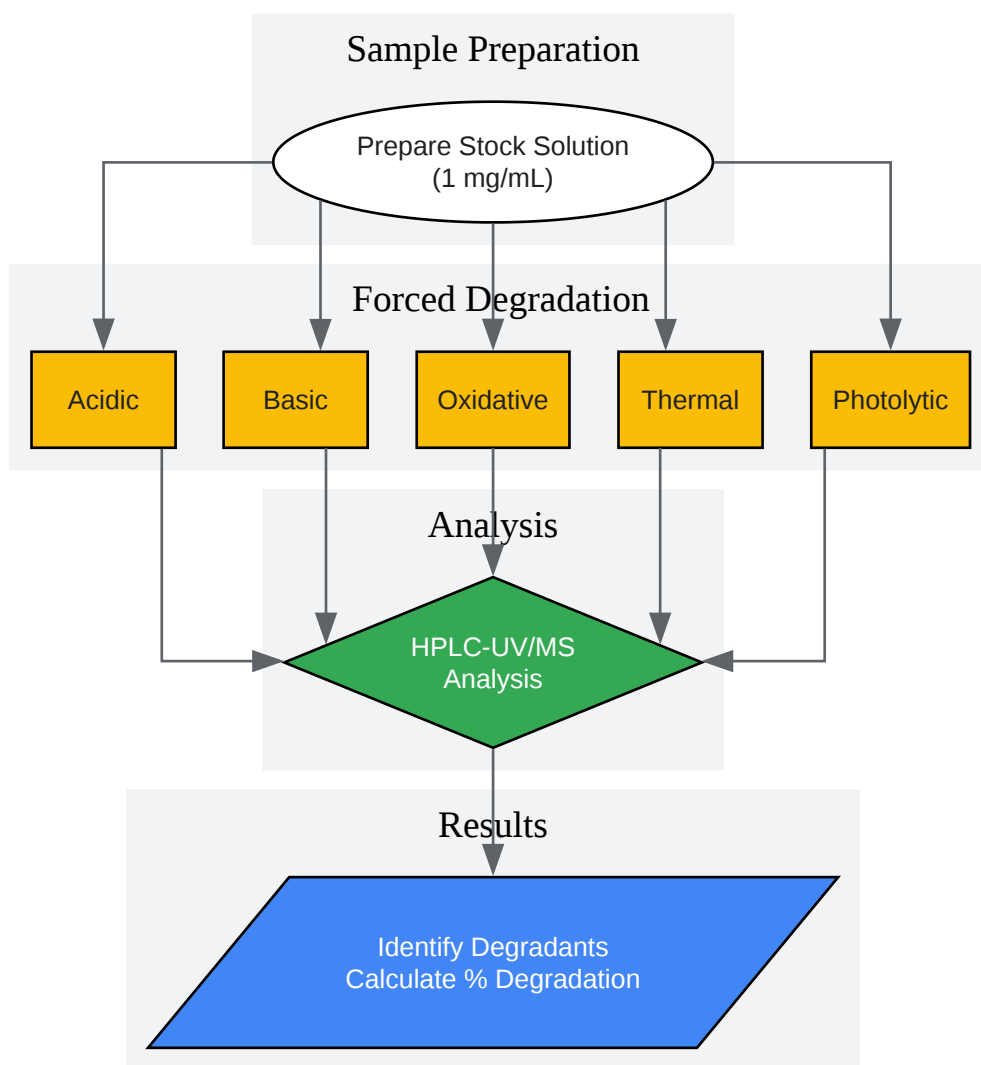 Sample Preparation
Prepare Stock Solution
(1 mg/mL)
Forced Degradation
Acidic
Basic
Oxidative
Thermal
Photolytic
Analysis
HPLC-UV/MS
Analysis
Results
Identify Degradants
Calculate % Degradation